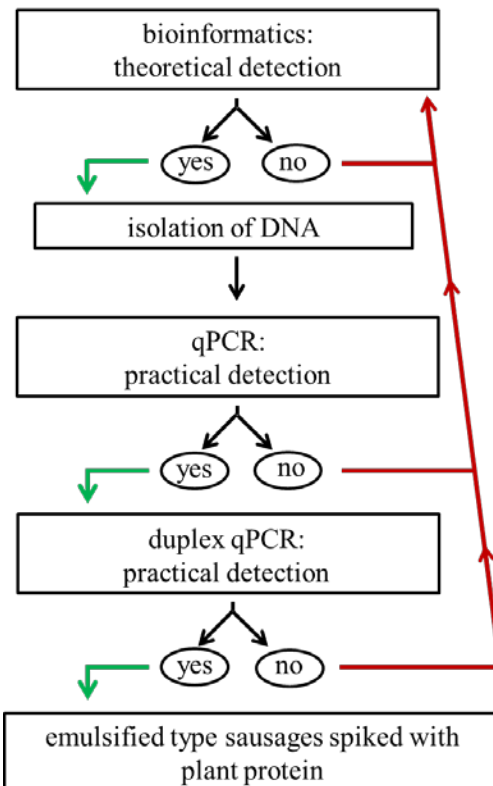 bioinformatics:
theoretical detection
yes
no
isolation of DNA
qPCR:
practical detection
yes
no
duplex qPCR:
practical detection
yes
no
emulsified type sausages spiked with
plant protein